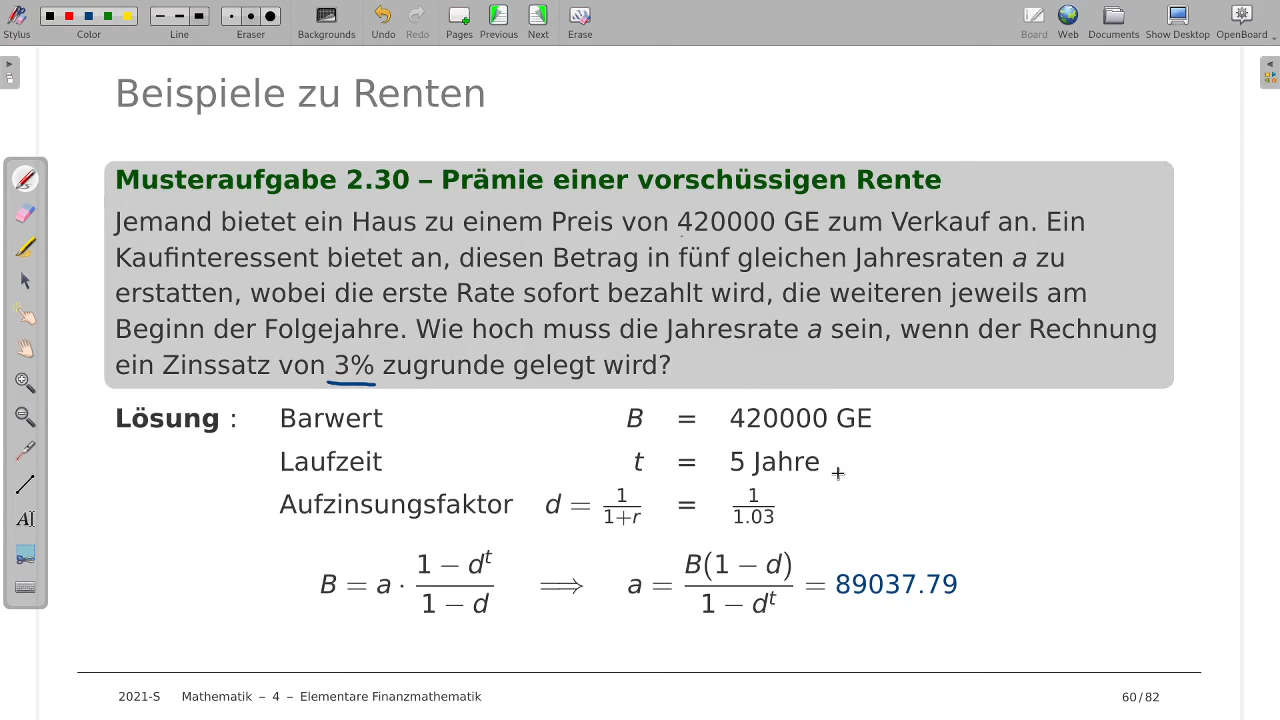 Stylus Color Line Eraser Backgrounds Undo Redo Pages Previous Next Erase Board Web Documents Show Desktop OpenBoard
Beispiele zu Renten
Musteraufgabe 2.30 – Prämie einer vorschüssigen Rente
Jemand bietet ein Haus zu einem Preis von 420000 GE zum Verkauf an. Ein
Kaufinteressent bietet an, diesen Betrag in fünf gleichen Jahresraten a zu
erstatten, wobei die erste Rate sofort bezahlt wird, die weiteren jeweils am
Beginn der Folgejahre. Wie hoch muss die Jahresrate a sein, wenn der Rechnung
ein Zinssatz von 3% zugrunde gelegt wird?
Lösung : Barwert B = 420000 GE
Laufzeit t = 5 Jahre
Aufzinsungsfaktor d = 1/(1+r) = 1/1.03
B = a · (1 − d^t)/(1 − d) ⟹ a = B(1 − d)/(1 − d^t) = 89037.79
2021-S Mathematik – 4 – Elementare Finanzmathematik 60/82